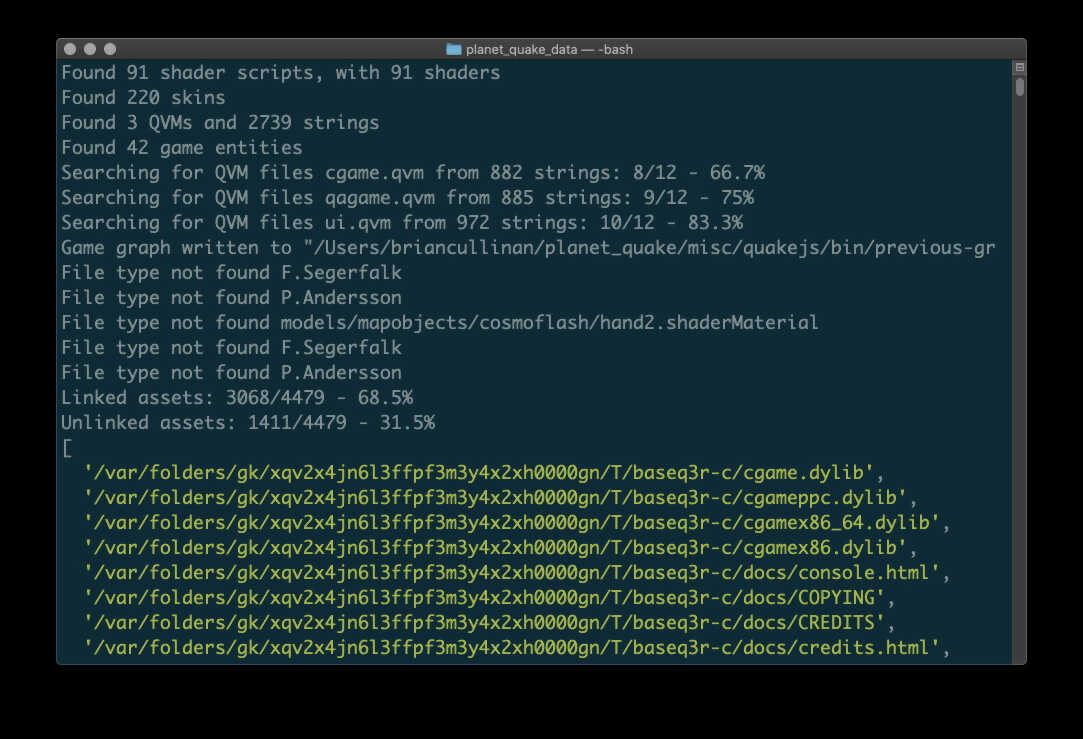 planet_quake_data — -bash
Found 91 shader scripts, with 91 shaders
Found 220 skins
Found 3 QVMs and 2739 strings
Found 42 game entities
Searching for QVM files cgame.qvm from 882 strings: 8/12 - 66.7%
Searching for QVM files qagame.qvm from 885 strings: 9/12 - 75%
Searching for QVM files ui.qvm from 972 strings: 10/12 - 83.3%
Game graph written to "/Users/briancullinan/planet_quake/misc/quakejs/bin/previous-gr
File type not found F.Segerfalk
File type not found P.Andersson
File type not found models/mapobjects/cosmoflash/hand2.shaderMaterial
File type not found F.Segerfalk
File type not found P.Andersson
Linked assets: 3068/4479 - 68.5%
Unlinked assets: 1411/4479 - 31.5%
[
  '/var/folders/gk/xqv2x4jn6l3ffpf3m3y4x2xh0000gn/T/baseq3r-c/cgame.dylib',
  '/var/folders/gk/xqv2x4jn6l3ffpf3m3y4x2xh0000gn/T/baseq3r-c/cgameppc.dylib',
  '/var/folders/gk/xqv2x4jn6l3ffpf3m3y4x2xh0000gn/T/baseq3r-c/cgamex86_64.dylib',
  '/var/folders/gk/xqv2x4jn6l3ffpf3m3y4x2xh0000gn/T/baseq3r-c/cgamex86.dylib',
  '/var/folders/gk/xqv2x4jn6l3ffpf3m3y4x2xh0000gn/T/baseq3r-c/docs/console.html',
  '/var/folders/gk/xqv2x4jn6l3ffpf3m3y4x2xh0000gn/T/baseq3r-c/docs/COPYING',
  '/var/folders/gk/xqv2x4jn6l3ffpf3m3y4x2xh0000gn/T/baseq3r-c/docs/CREDITS',
  '/var/folders/gk/xqv2x4jn6l3ffpf3m3y4x2xh0000gn/T/baseq3r-c/docs/credits.html',